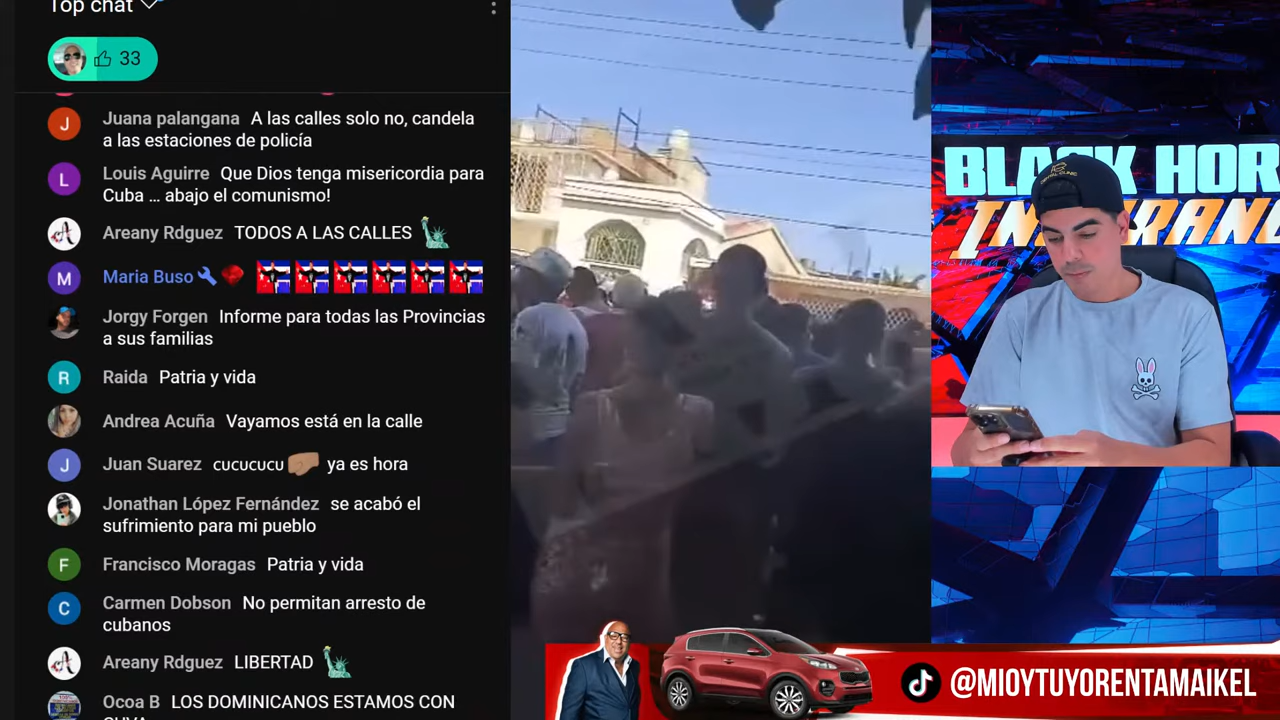 Top chat
33
Juana palangana A las calles solo no, candela
a las estaciones de policía
Louis Aguirre Que Dios tenga misericordia para
Cuba ... abajo el comunismo!
Areany Rdguez TODOS A LAS CALLES
Maria Buso
Jorgy Forgen Informe para todas las Provincias
a sus familias
Raida Patria y vida
Andrea Acuña Vayamos está en la calle
Juan Suarez cucucucu ya es hora
Jonathan López Fernández se acabó el
sufrimiento para mi pueblo
Francisco Moragas Patria y vida
Carmen Dobson No permitan arresto de
cubanos
Areany Rdguez LIBERTAD
Ocoa B LOS DOMINICANOS ESTAMOS CON
J
L
M
R
J
F
C
BLACK HOR
@MIOYTUYORENTAMAIKEL